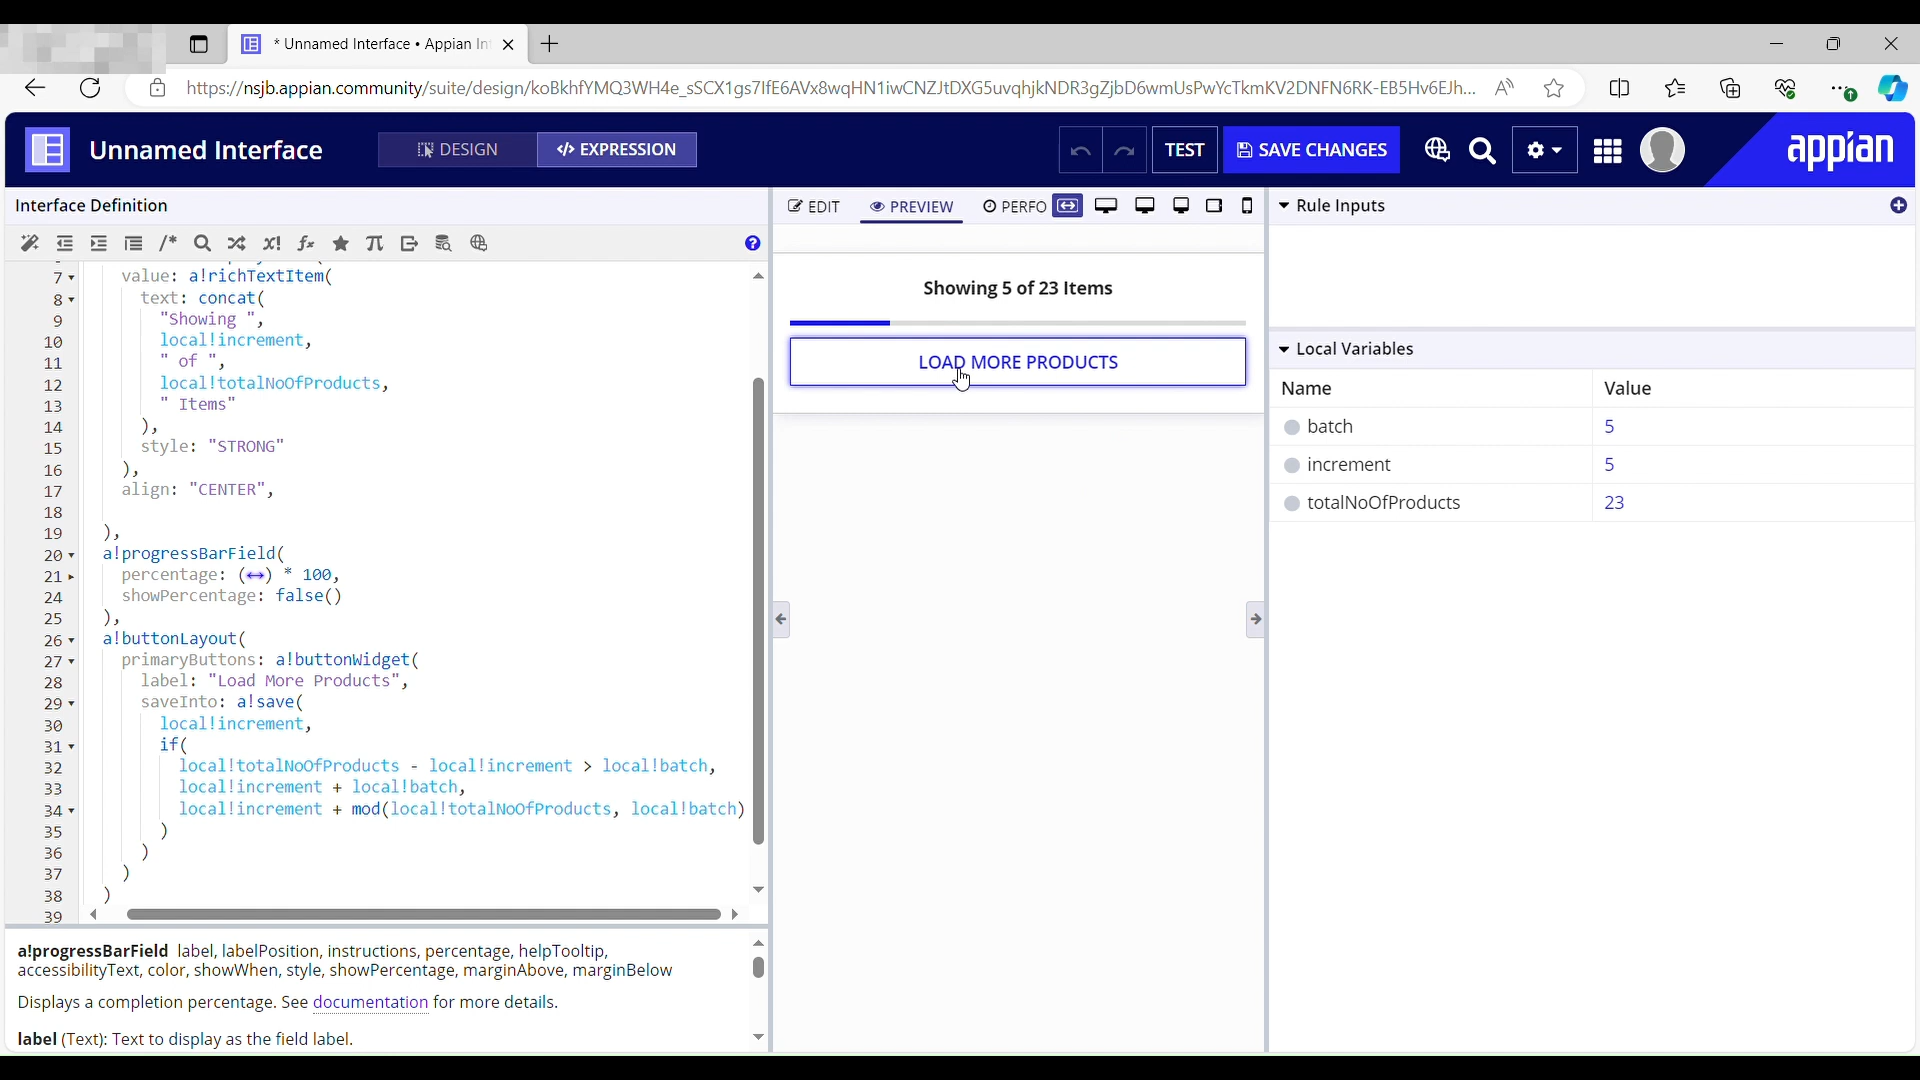 * Unnamed Interface • Appian In
https://nsjb.appian.community/suite/design/koBkhfYMQ3WH4e_sSCX1gs7IfE6AVx8wqHN1iwCNZJtDXG5uvqhjkNDR3gZjbD6wmUsPwYcTkmKV2DNFN6RK-EB5Hv6EJh...
Unnamed Interface
DESIGN
</> EXPRESSION
TEST
SAVE CHANGES
appian
Interface Definition
7 value: a!richTextItem(
8 text: concat(
9 "Showing ",
10 local!increment,
11 " of ",
12 local!totalNoOfProducts,
13 " Items"
14 ),
15 style: "STRONG"
16 ),
17 align: "CENTER",
18
19 ),
20 a!progressBarField(
21 percentage: (↔) * 100,
24 showPercentage: false()
25 ),
26 a!buttonLayout(
27 primaryButtons: a!buttonWidget(
28 label: "Load More Products",
29 saveInto: a!save(
30 local!increment,
31 if(
32 local!totalNoOfProducts - local!increment > local!batch,
33 local!increment + local!batch,
34 local!increment + mod(local!totalNoOfProducts, local!batch)
35 )
36 )
37 )
38 )
39
a!progressBarField label, labelPosition, instructions, percentage, helpTooltip,
accessibilityText, color, showWhen, style, showPercentage, marginAbove, marginBelow
Displays a completion percentage. See documentation for more details.
label (Text): Text to display as the field label.
EDIT
PREVIEW
PERFO
Showing 5 of 23 Items
LOAD MORE PRODUCTS
Rule Inputs
Local Variables
Name Value
batch 5
increment 5
totalNoOfProducts 23